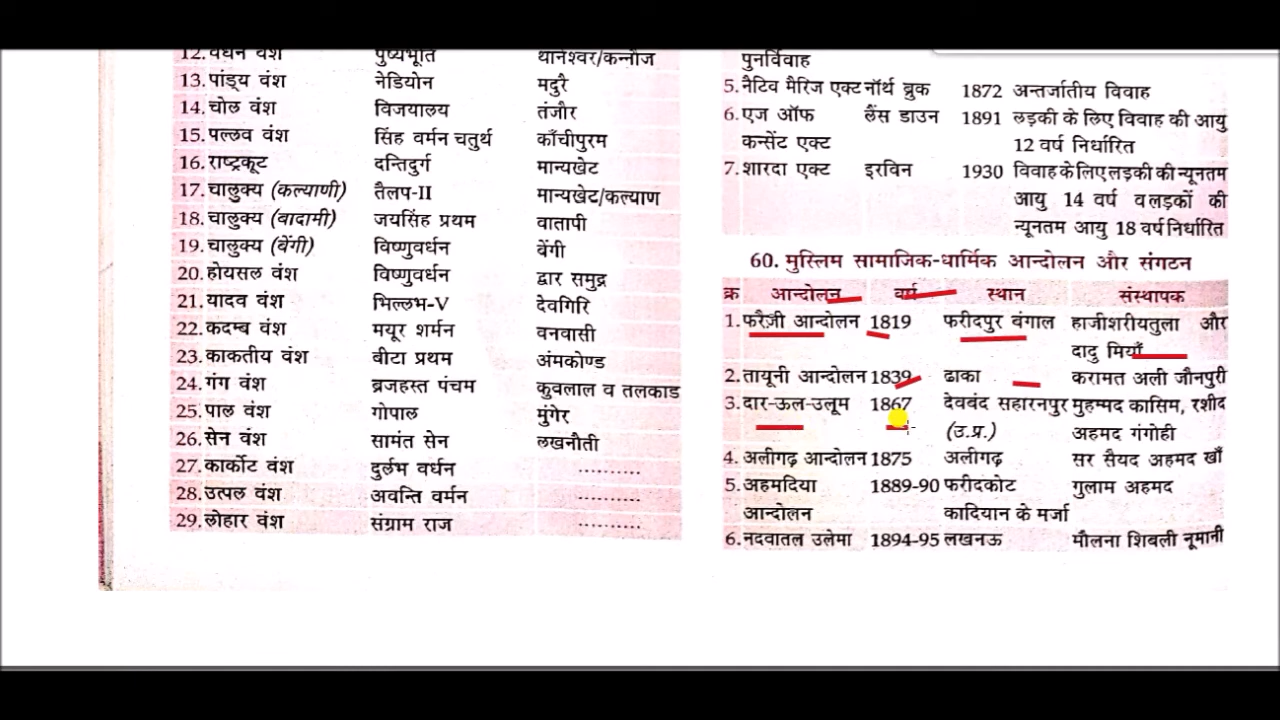 12. वर्धन वंश पुष्यभूति थानेश्वर/कन्नौज
13. पांड्य वंश नेडियोन मदुरै
14. चोल वंश विजयालय तंजौर
15. पल्लव वंश सिंह वर्मन चतुर्थ काँचीपुरम
16. राष्ट्रकूट दन्तिदुर्ग मान्यखेट
17. चालुक्य (कल्याणी) तैलप-II मान्यखेट/कल्याण
18. चालुक्य (बादामी) जयसिंह प्रथम वातापी
19. चालुक्य (बेंगी) विष्णुवर्धन बेंगी
20. होयसल वंश विष्णुवर्धन द्वार समुद्र
21. यादव वंश भिल्लभ-V देवगिरि
22. कदम्ब वंश मयूर शर्मन वनवासी
23. काकतीय वंश बीटा प्रथम अंमकोण्ड
24. गंग वंश ब्रजहस्त पंचम कुवलाल व तलकाड
25. पाल वंश गोपाल मुंगेर
26. सेन वंश सामंत सेन लखनौती
27. कार्कोट वंश दुर्लभ वर्धन ..........
28. उत्पल वंश अवन्ति वर्मन ..........
29. लोहार वंश संग्राम राज ..........
पुनर्विवाह
5. नैटिव मैरिज एक्ट नॉर्थ ब्रुक 1872 अन्तर्जातीय विवाह
6. एज ऑफ लैंस डाउन 1891 लड़की के लिए विवाह की आयु
कन्सेंट एक्ट 12 वर्ष निर्धारित
7. शारदा एक्ट इरविन 1930 विवाह के लिए लड़की की न्यूनतम
आयु 14 वर्ष व लड़कों की
न्यूनतम आयु 18 वर्ष निर्धारित
60. मुस्लिम सामाजिक-धार्मिक आन्दोलन और संगटन
क्र आन्दोलन वर्ष स्थान संस्थापक
1. फरैज़ी आन्दोलन 1819 फरीदपुर बंगाल हाजीशरीयतुला और
दादु मियाँ
2. तायूनी आन्दोलन 1839 ढाका करामत अली जौनपुरी
3. दार-ऊल-उलूम 1867 देवबंद सहारनपुर मुहम्मद कासिम, रशीद
(उ.प्र.) अहमद गंगोही
4. अलीगढ़ आन्दोलन 1875 अलीगढ़ सर सैयद अहमद खाँ
5. अहमदिया 1889-90 फरीदकोट गुलाम अहमद
आन्दोलन कादियान के मर्जा
6. नदवातल उलेमा 1894-95 लखनऊ मौलना शिबली नूमानी